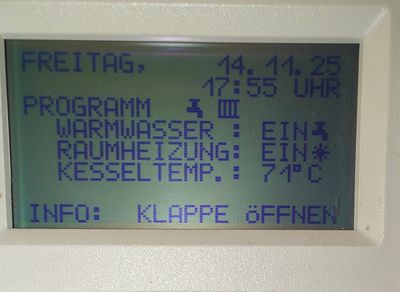 FREITAG, 14.11.25
17:55 UHR
PROGRAMM
WARMWASSER : EIN
RAUMHEIZUNG: EIN
KESSELTEMP.: 71°C
INFO: KLAPPE öFFNEN